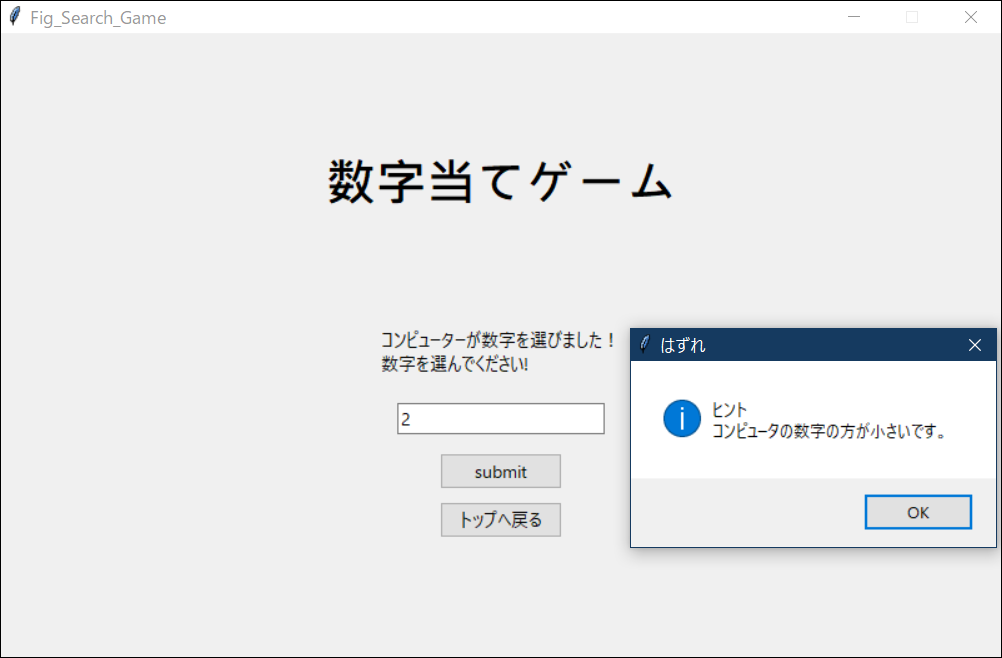 Fig_Search_Game
数字当てゲーム
コンピューターが数字を選びました！
数字を選んでください!
2
submit
トップへ戻る
はずれ
ヒント
コンピュータの数字の方が小さいです。
OK